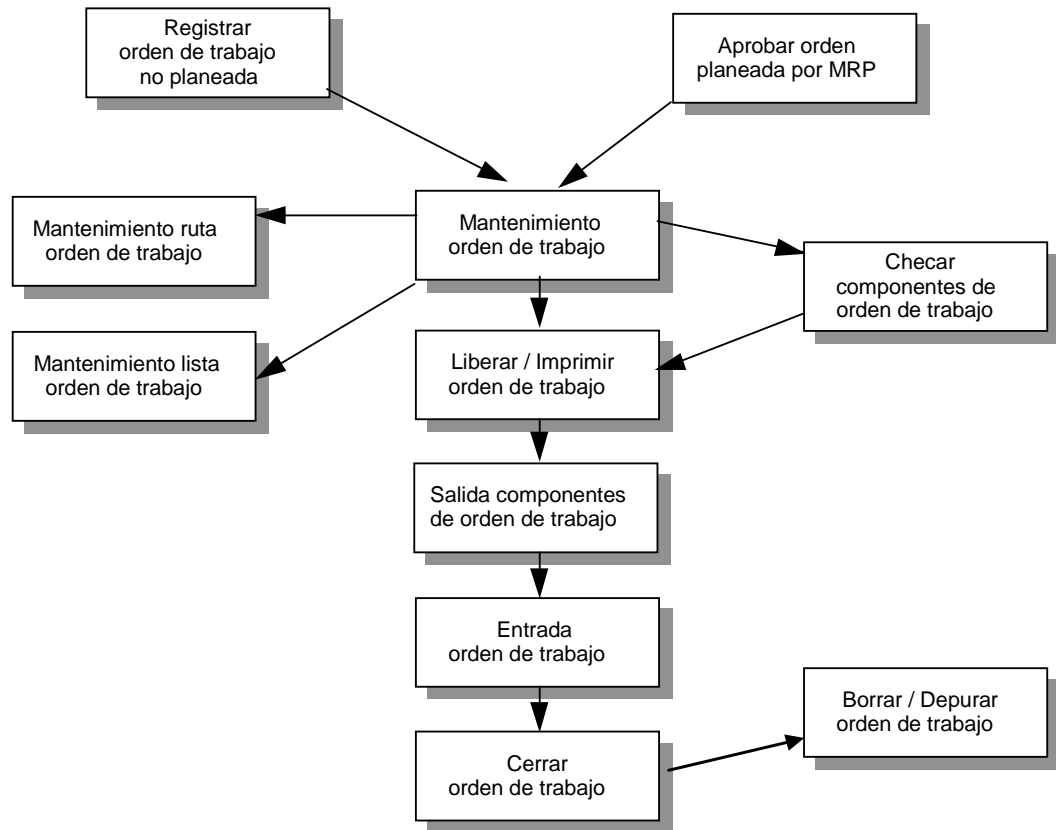 Registrar
orden de trabajo
no planeada
Aprobar orden
planeada por MRP
Mantenimiento ruta
orden de trabajo
Mantenimiento
orden de trabajo
Checar
componentes de
orden de trabajo
Mantenimiento lista
orden de trabajo
Liberar / Imprimir
orden de trabajo
Salida componentes
de orden de trabajo
Entrada
orden de trabajo
Borrar / Depurar
orden de trabajo
Cerrar
orden de trabajo